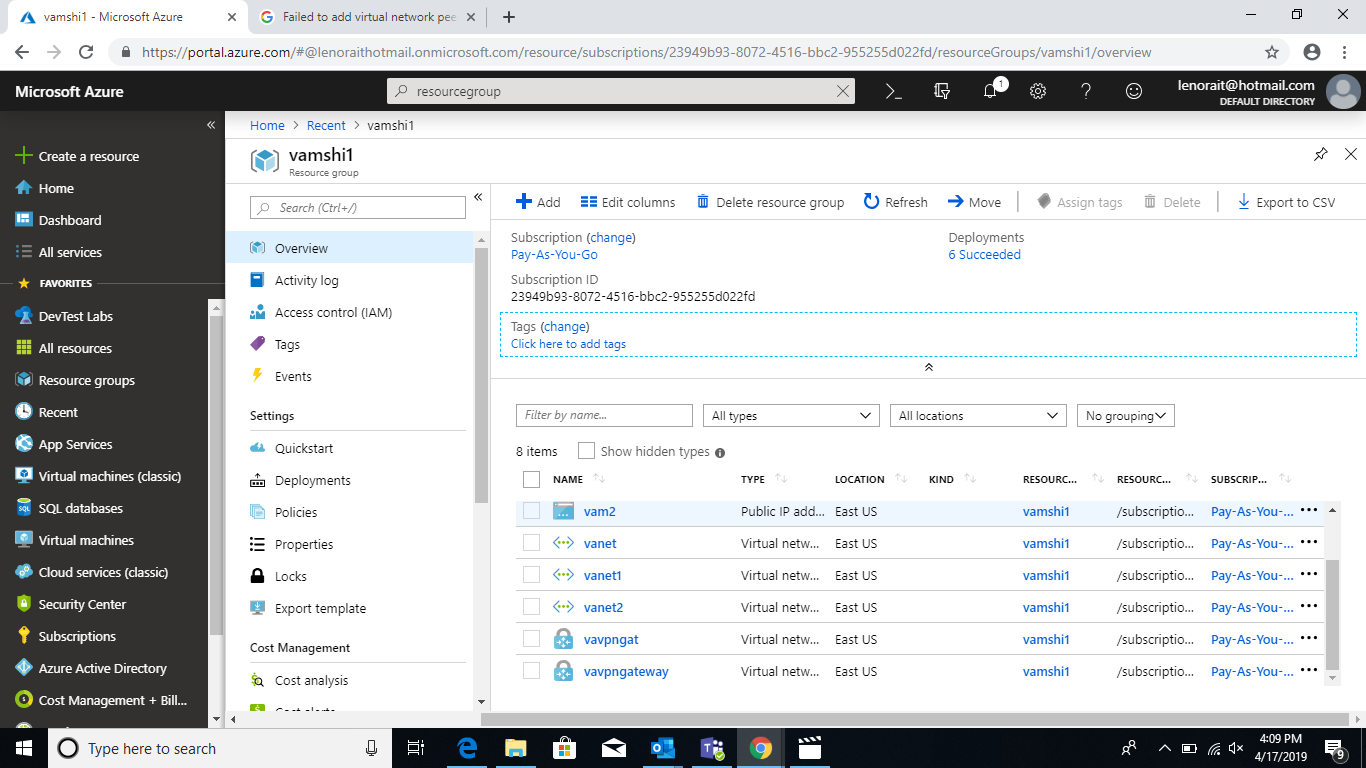 vamshi1 - Microsoft Azure
Failed to add virtual network pee
https://portal.azure.com/#@lenoraithotmail.onmicrosoft.com/resource/subscriptions/23949b93-8072-4516-bbc2-955255d022fd/resourceGroups/vamshi1/overview
Microsoft Azure
resourcegroup
1
lenorait@hotmail.com
DEFAULT DIRECTORY
Create a resource
Home
Dashboard
All services
FAVORITES
DevTest Labs
All resources
Resource groups
Recent
App Services
Virtual machines (classic)
SQL databases
Virtual machines
Cloud services (classic)
Security Center
Subscriptions
Azure Active Directory
Cost Management + Bill...
Home > Recent > vamshi1
vamshi1
Resource group
Search (Ctrl+/)
Overview
Activity log
Access control (IAM)
Tags
Events
Settings
Quickstart
Deployments
Policies
Properties
Locks
Export template
Cost Management
Cost analysis
Cost alerts
Add
Edit columns
Delete resource group
Refresh
Move
Assign tags
Delete
Export to CSV
Subscription (change)
Pay-As-You-Go
Deployments
6 Succeeded
Subscription ID
23949b93-8072-4516-bbc2-955255d022fd
Tags (change)
Click here to add tags
Filter by name...
All types
All locations
No grouping
8 items
Show hidden types
NAME TYPE LOCATION KIND RESOURC... RESOURC... SUBSCRIP...
vam2 Public IP add... East US vamshi1 /subscriptio... Pay-As-You-... •••
vanet Virtual netw... East US vamshi1 /subscriptio... Pay-As-You-... •••
vanet1 Virtual netw... East US vamshi1 /subscriptio... Pay-As-You-... •••
vanet2 Virtual netw... East US vamshi1 /subscriptio... Pay-As-You-... •••
vavpngat Virtual netw... East US vamshi1 /subscriptio... Pay-As-You-... •••
vavpngateway Virtual netw... East US vamshi1 /subscriptio... Pay-As-You-... •••
Type here to search
4:09 PM
4/17/2019
9